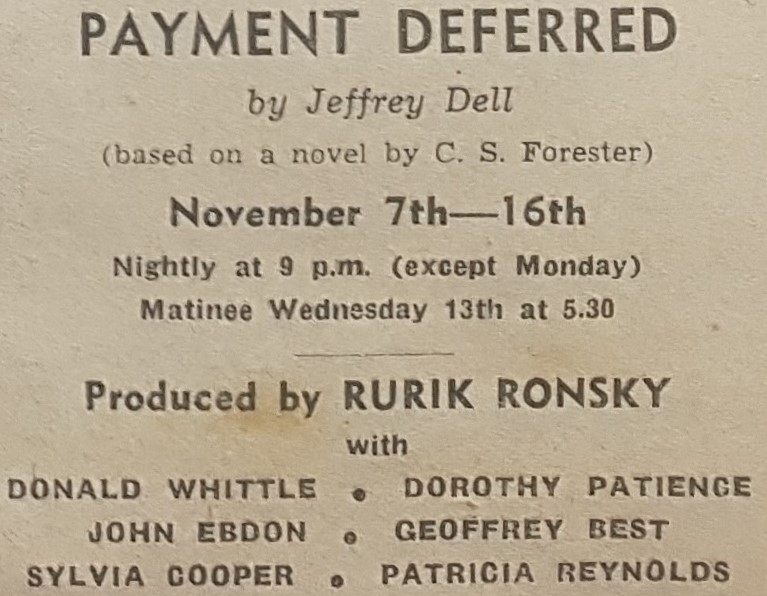 PAYMENT DEFERRED
by Jeffrey Dell
(based on a novel by C. S. Forester)
November 7th—16th
Nightly at 9 p.m. (except Monday)
Matinee Wednesday 13th at 5.30
Produced by RURIK RONSKY
with
DONALD WHITTLE • DOROTHY PATIENCE
JOHN EBDON • GEOFFREY BEST
SYLVIA COOPER • PATRICIA REYNOLDS